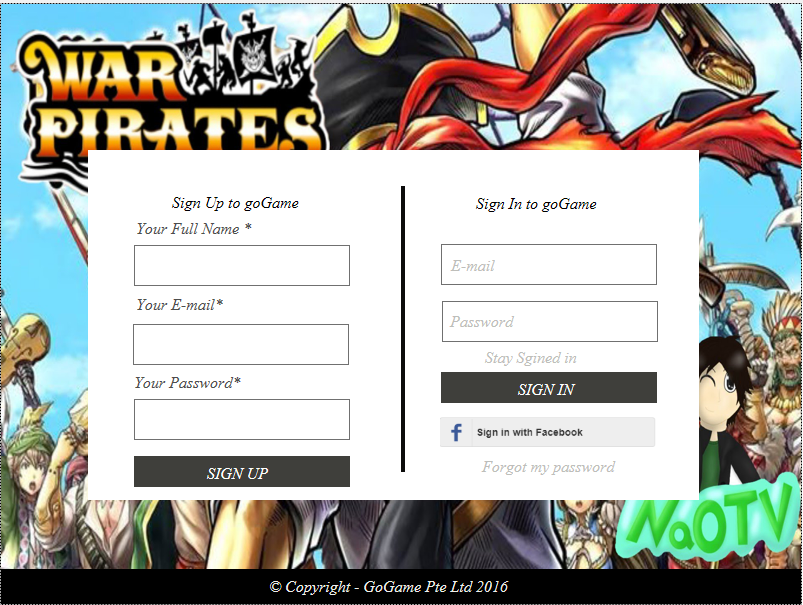 WAR
PIRATES
Sign Up to goGame
Your Full Name *
Your E-mail*
Your Password*
SIGN UP
Sign In to goGame
E-mail
Password
Stay Sgined in
SIGN IN
f Sign in with Facebook
Forgot my password
NaOTV
© Copyright - GoGame Pte Ltd 2016